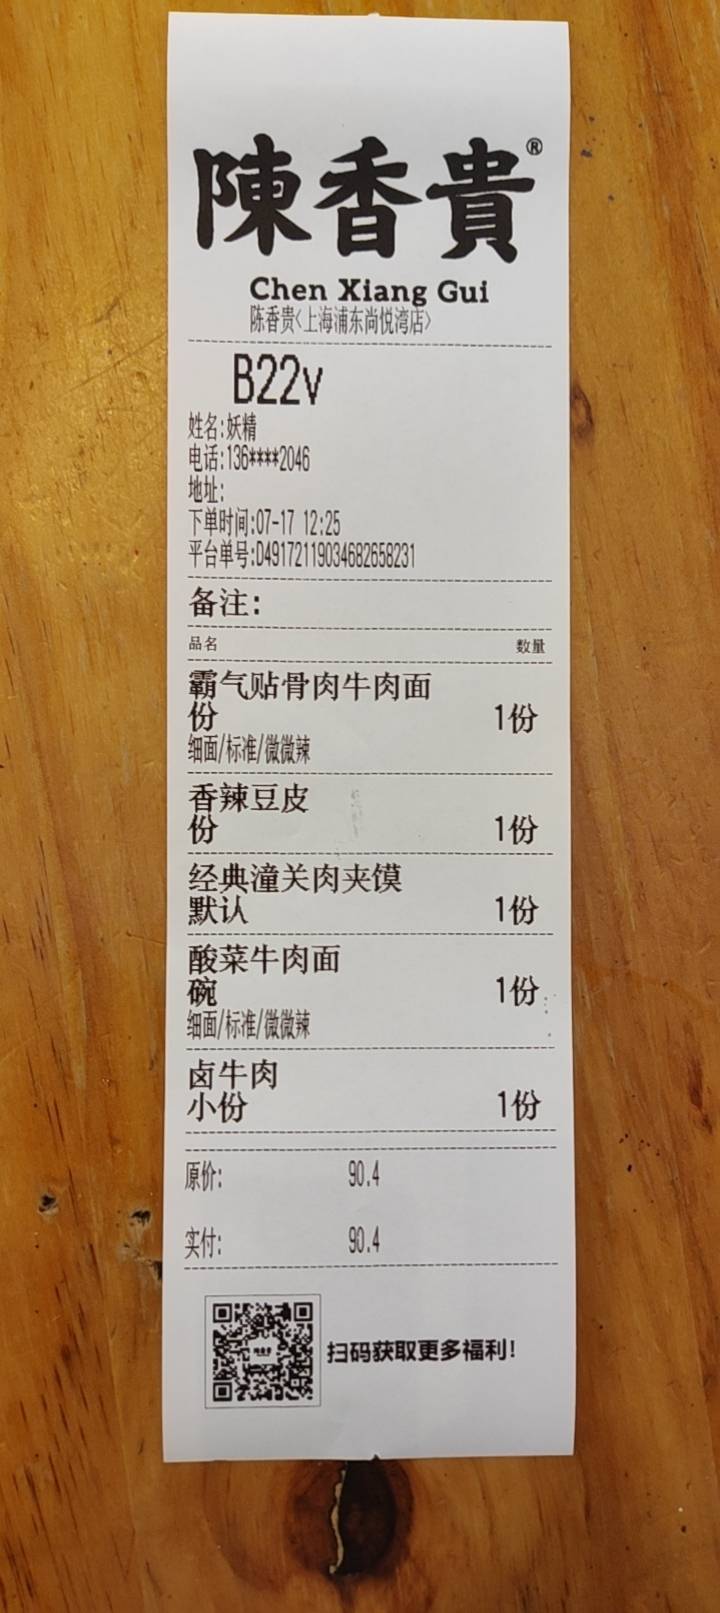 陳香貴®
Chen Xiang Gui
陈香贵<上海浦东尚悦湾店>
B22v
姓名:妖精
电话:136****2046
地址:
下单时间:07-17 12:25
平台单号:D49172119034682658231
备注:
品名 数量
霸气贴骨肉牛肉面
份 1份
细面/标准/微微辣
香辣豆皮
份 1份
经典潼关肉夹馍
默认 1份
酸菜牛肉面
碗 1份
细面/标准/微微辣
卤牛肉
小份 1份
原价: 90.4
实付: 90.4
扫码获取更多福利!